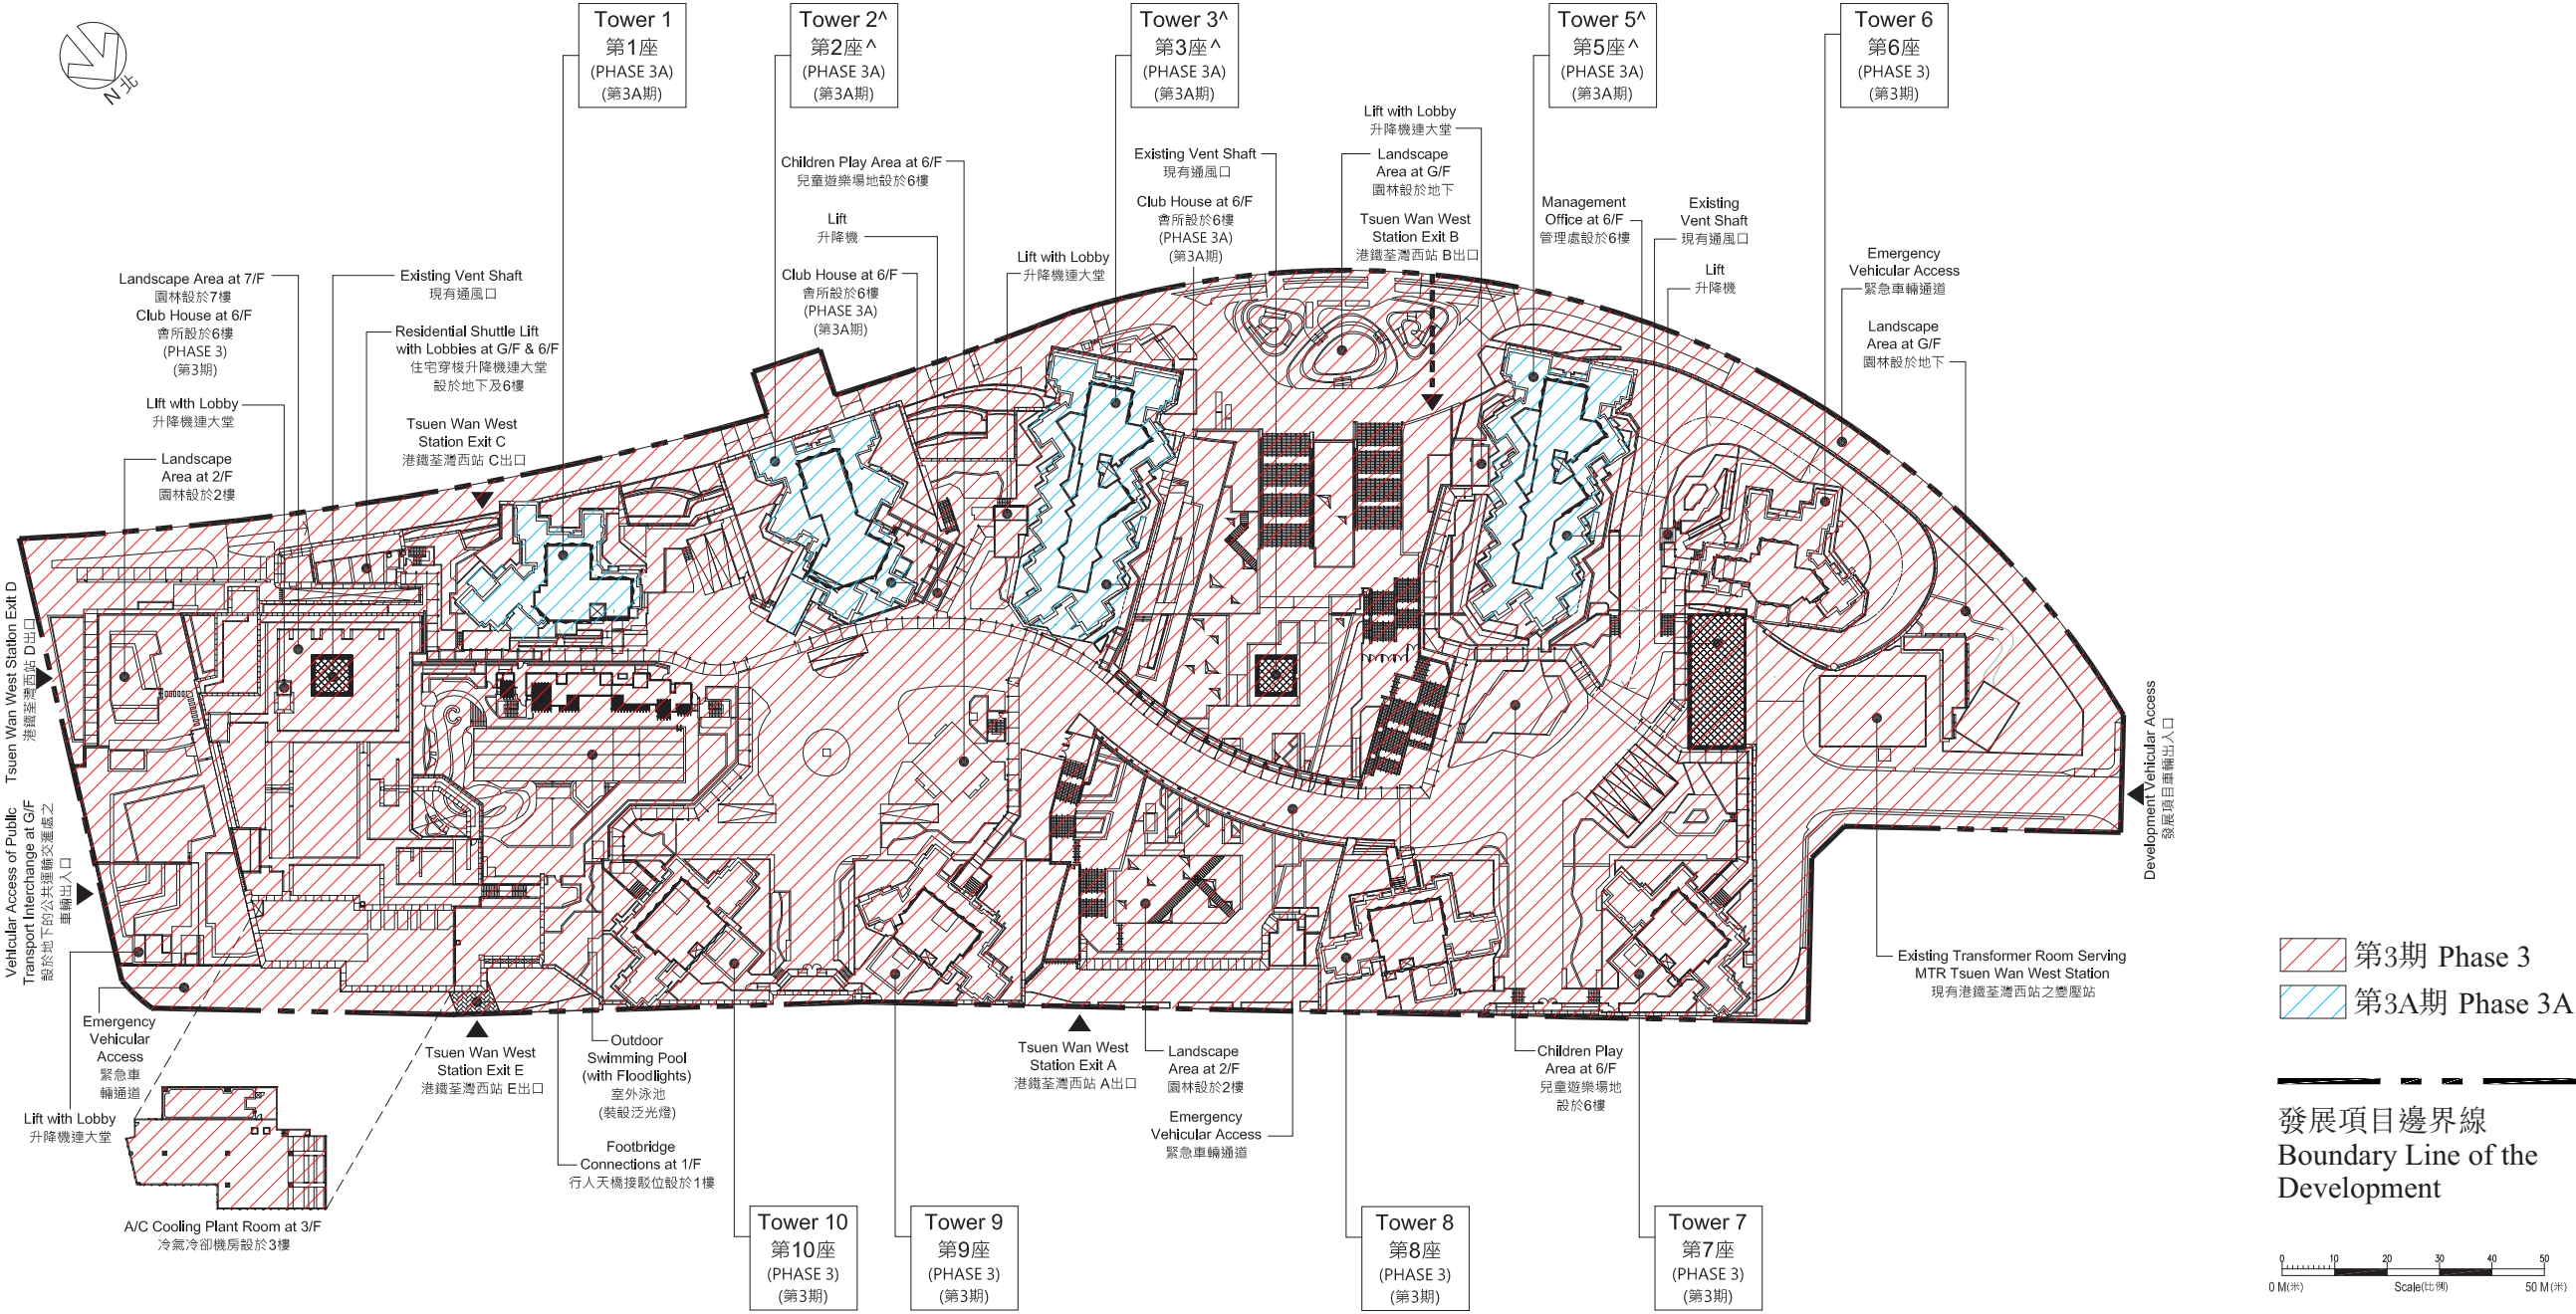 N 北
Tower 1
第1座
(PHASE 3A)
(第3A期)
Tower 2^
第2座^
(PHASE 3A)
(第3A期)
Tower 3^
第3座^
(PHASE 3A)
(第3A期)
Tower 5^
第5座^
(PHASE 3A)
(第3A期)
Tower 6
第6座
(PHASE 3)
(第3期)
Lift with Lobby
升降機連大堂
Children Play Area at 6/F
兒童遊樂場地設於6樓
Existing Vent Shaft
現有通風口
Landscape
Area at G/F
園林設於地下
Lift
升降機
Club House at 6/F
會所設於6樓
(PHASE 3A)
(第3A期)
Tsuen Wan West
Station Exit B
港鐵荃灣西站 B出口
Management
Office at 6/F
管理處設於6樓
Existing
Vent Shaft
現有通風口
Lift
升降機
Emergency
Vehicular Access
緊急車輛通道
Landscape
Area at G/F
園林設於地下
Lift with Lobby
升降機連大堂
Club House at 6/F
會所設於6樓
(PHASE 3A)
(第3A期)
Landscape Area at 7/F
園林設於7樓
Club House at 6/F
會所設於6樓
(PHASE 3)
(第3期)
Existing Vent Shaft
現有通風口
Residential Shuttle Lift
with Lobbies at G/F & 6/F
住宅穿梭升降機連大堂
設於地下及6樓
Lift with Lobby
升降機連大堂
Tsuen Wan West
Station Exit C
港鐵荃灣西站 C出口
Landscape
Area at 2/F
園林設於2樓
Tsuen Wan West Station Exit D
港鐵荃灣西站 D出口
Vehicular Access of Public
Transport Interchange at G/F
設於地下的公共運輸交匯處之
車輛出入口
Development Vehicular Access
發展項目車輛出入口
Existing Transformer Room Serving
MTR Tsuen Wan West Station
現有港鐵荃灣西站之變壓站
第3期 Phase 3
第3A期 Phase 3A
發展項目邊界線
Boundary Line of the
Development
0 10 20 30 40 50
0 M(米) Scale(比例) 50 M(米)
Emergency
Vehicular
Access
緊急車
輛通道
Lift with Lobby
升降機連大堂
Tsuen Wan West
Station Exit E
港鐵荃灣西站 E出口
Outdoor
Swimming Pool
(with Floodlights)
室外泳池
(裝設泛光燈)
Footbridge
Connections at 1/F
行人天橋接駁位設於1樓
Tsuen Wan West
Station Exit A
港鐵荃灣西站 A出口
Landscape
Area at 2/F
園林設於2樓
Emergency
Vehicular Access
緊急車輛通道
Children Play
Area at 6/F
兒童遊樂場地
設於6樓
A/C Cooling Plant Room at 3/F
冷氣冷卻機房設於3樓
Tower 10
第10座
(PHASE 3)
(第3期)
Tower 9
第9座
(PHASE 3)
(第3期)
Tower 8
第8座
(PHASE 3)
(第3期)
Tower 7
第7座
(PHASE 3)
(第3期)